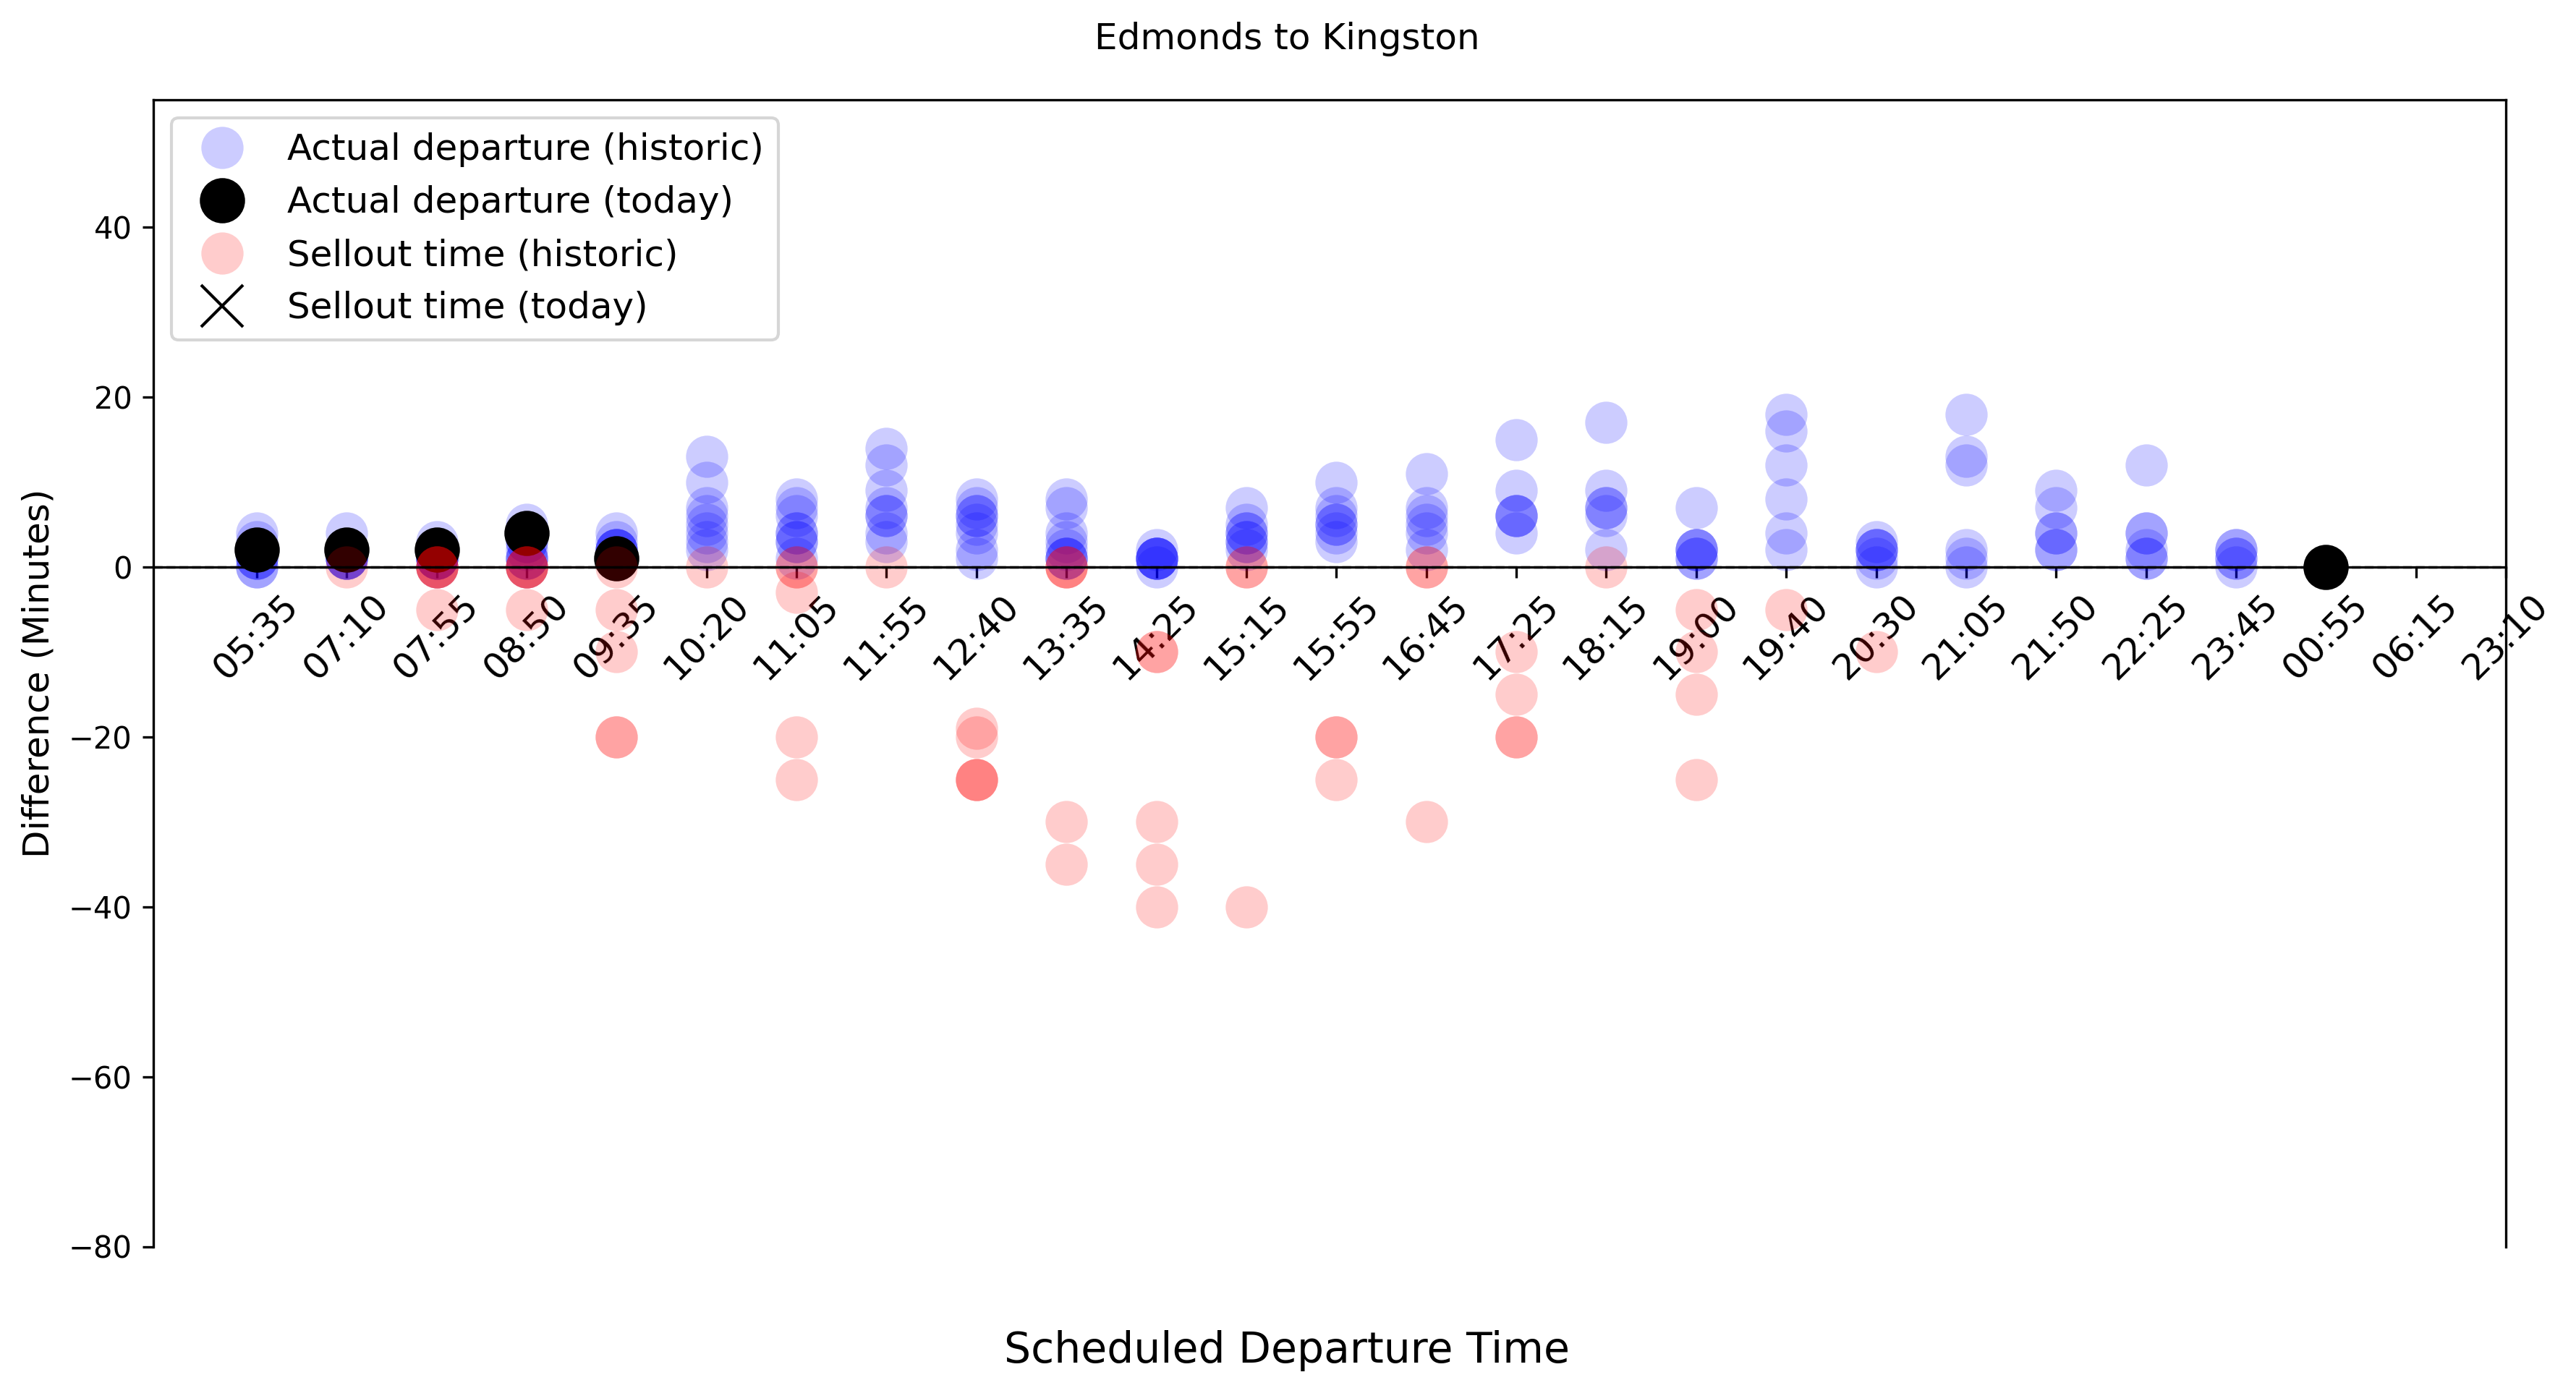 Edmonds to Kingston
Actual departure (historic)
Actual departure (today)
Sellout time (historic)
Sellout time (today)
Difference (Minutes)
40
20
0
−20
−40
−60
−80
05:35 07:10 07:55 08:50 09:35 10:20 11:05 11:55 12:40 13:35 14:25 15:15 15:55 16:45 17:25 18:15 19:00 19:40 20:30 21:05 21:50 22:25 23:45 00:55 06:15 23:10
Scheduled Departure Time